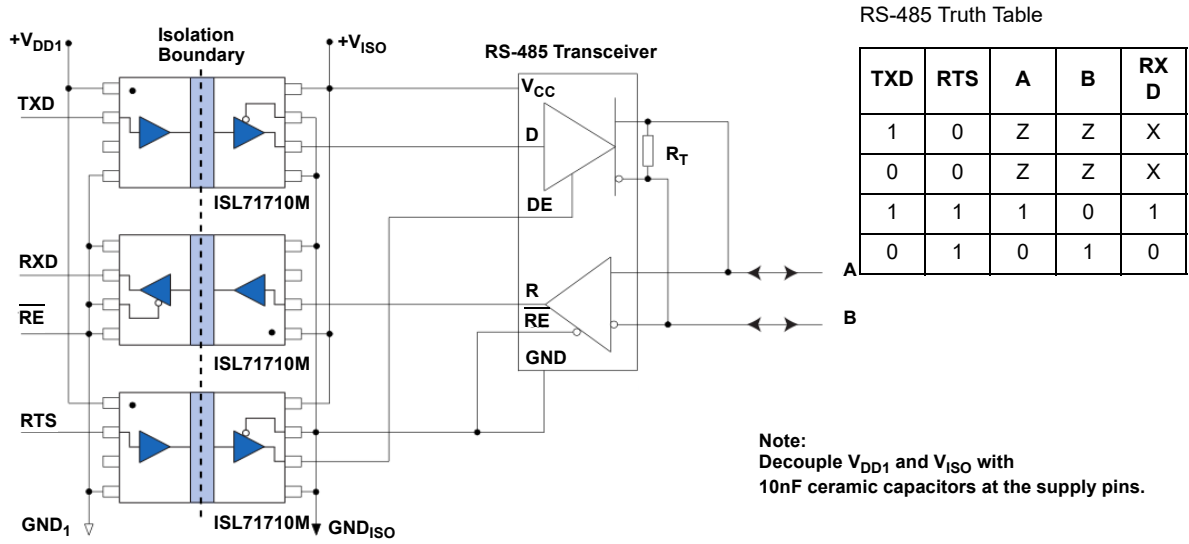 +VDD1
Isolation
Boundary
+VISO
RS-485 Transceiver
VCC
TXD
D
RT
ISL71710M
DE
RXD
R
A
RE
RE
B
GND
ISL71710M
RTS
GND1
ISL71710M
GNDISO
RS-485 Truth Table
TXD RTS A B RX
D
1 0 Z Z X
0 0 Z Z X
1 1 1 0 1
0 1 0 1 0
Note:
Decouple VDD1 and VISO with
10nF ceramic capacitors at the supply pins.